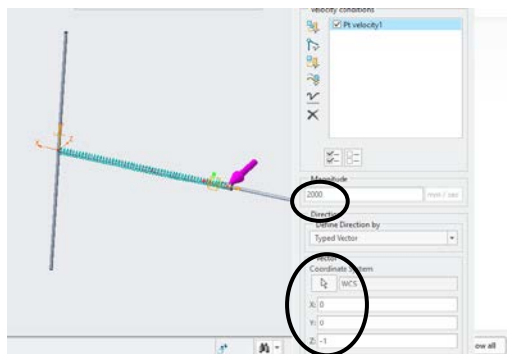 Velocity conditions
Pt velocity1
Magnitude
2000
mm / sec
Direction
Define Direction by
Typed Vector
Vector
Coordinate System
WCS
X: 0
Y: 0
Z: -1
ow all
X
Z